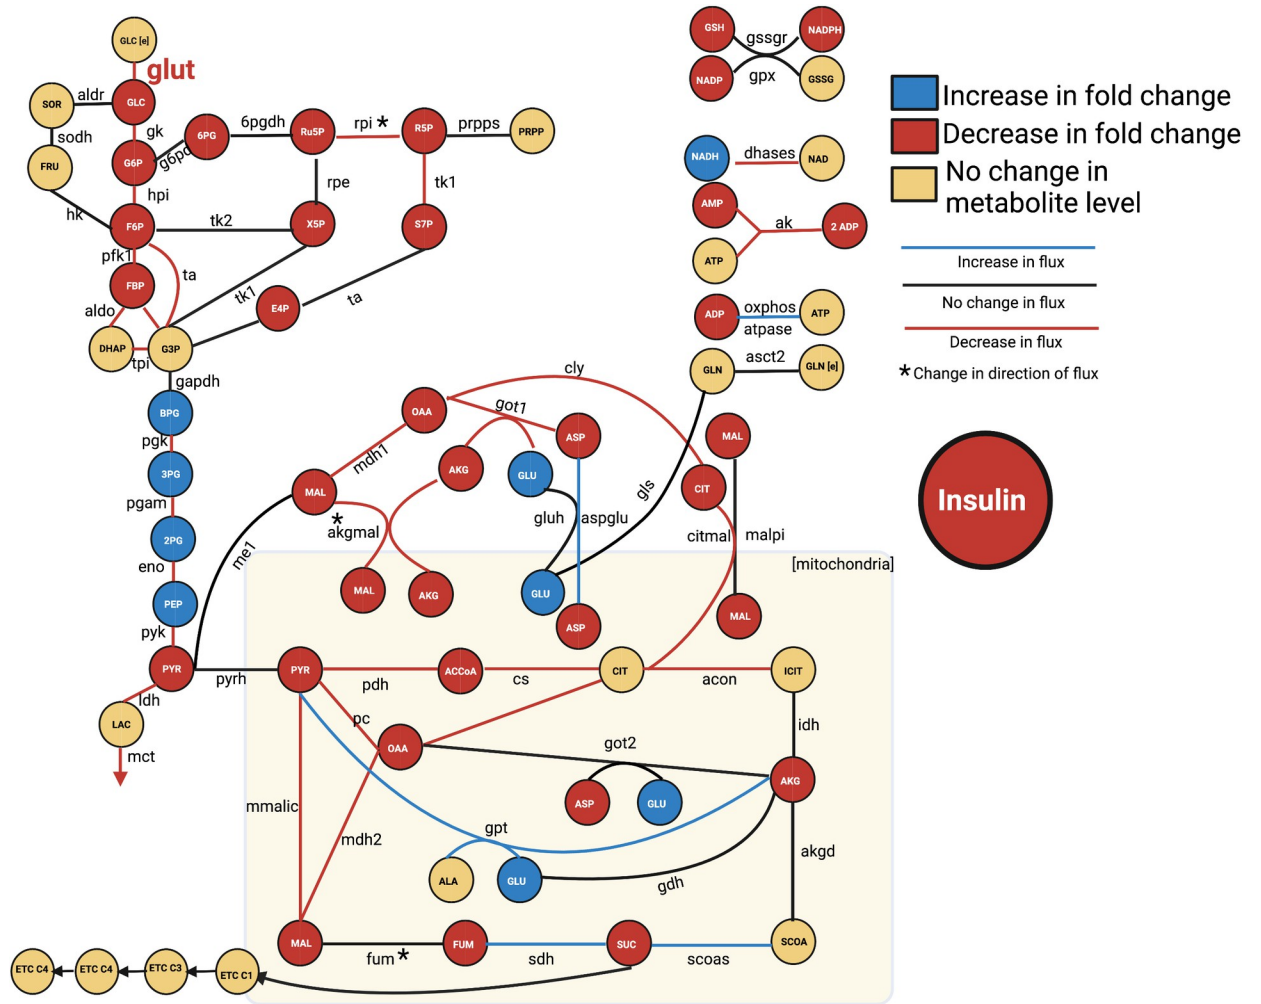 GLC [e]
glut
SOR
aldr
GLC
sodh
gk
FRU
G6P
g6pd
6PG
6pgdh
Ru5P
rpi *
R5P
prpps
PRPP
hpi
rpe
tk1
hk
F6P
tk2
X5P
S7P
pfk1
ta
FBP
tk1
E4P
ta
aldo
DHAP
tpi
G3P
gapdh
BPG
pgk
3PG
pgam
2PG
eno
PEP
pyk
PYR
ldh
LAC
mct
GSH
gssgr
NADPH
NADP
gpx
GSSG
NADH
dhases
NAD
AMP
ak
2 ADP
ATP
ADP
oxphos
atpase
ATP
GLN
asct2
GLN [e]
Increase in fold change
Decrease in fold change
No change in
metabolite level
Increase in flux
No change in flux
Decrease in flux
* Change in direction of flux
Insulin
cly
OAA
got1
ASP
MAL
mdh1
AKG
GLU
CIT
gls
MAL
*
akgmal
gluh
aspglu
citmal
malpi
me1
[mitochondria]
MAL
AKG
GLU
ASP
MAL
pyrh
PYR
pdh
ACCoA
cs
CIT
acon
ICIT
pc
idh
OAA
got2
ASP
GLU
AKG
mmalic
mdh2
gpt
ALA
GLU
gdh
akgd
MAL
fum *
FUM
sdh
SUC
scoas
SCOA
ETC C4
ETC C4
ETC C3
ETC C1